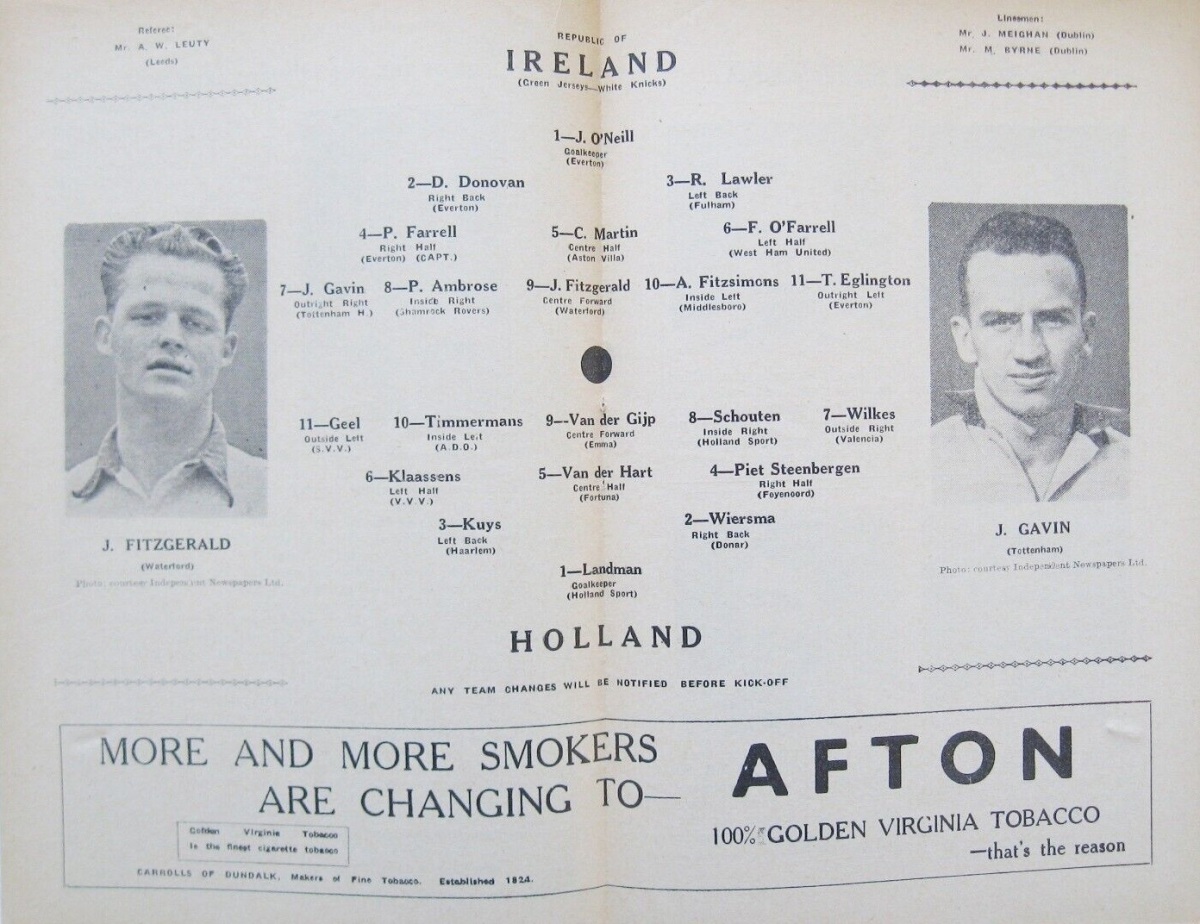 Referee:
Mr. A. W. LEUTY
(Leeds)
REPUBLIC OF
IRELAND
(Green Jerseys—White Knicks)
Linesmen:
Mr. J. MEIGHAN (Dublin)
Mr. M. BYRNE (Dublin)
1—J. O'Neill
Goalkeeper
(Everton)
2—D. Donovan
Right Back
(Everton)
3—R. Lawler
Left Back
(Fulham)
4—P. Farrell
Right Half
(Everton) (CAPT.)
5—C. Martin
Centre Half
(Aston Villa)
6—F. O'Farrell
Left Half
(West Ham United)
7—J. Gavin
Outright Right
(Tottenham H.)
8—P. Ambrose
Inside Right
(Shamrock Rovers)
9—J. Fitzgerald
Centre Forward
(Waterford)
10—A. Fitzsimons
Inside Left
(Middlesboro)
11—T. Eglington
Outright Left
(Everton)
11—Geel
Outside Left
(S.V.V.)
10—Timmermans
Inside Left
(A.D.O.)
9—Van der Gijp
Centre Forward
(Emma)
8—Schouten
Inside Right
(Holland Sport)
7—Wilkes
Outside Right
(Valencia)
6—Klaassens
Left Half
(V.V.V.)
5—Van der Hart
Centre Half
(Fortuna)
4—Piet Steenbergen
Right Half
(Feyenoord)
3—Kuys
Left Back
(Haarlem)
2—Wiersma
Right Back
(Donar)
1—Landman
Goalkeeper
(Holland Sport)
J. FITZGERALD
(Waterford)
Photo: courtesy Independent Newspapers Ltd.
J. GAVIN
(Tottenham)
Photo: courtesy Independent Newspapers Ltd.
HOLLAND
ANY TEAM CHANGES WILL BE NOTIFIED BEFORE KICK-OFF
MORE AND MORE SMOKERS
ARE CHANGING TO—
Golden Virginia Tobacco
is the finest cigarette tobacco
CARROLLS OF DUNDALK, Makers of Fine Tobacco. Established 1824.
AFTON
100% GOLDEN VIRGINIA TOBACCO
—that's the reason